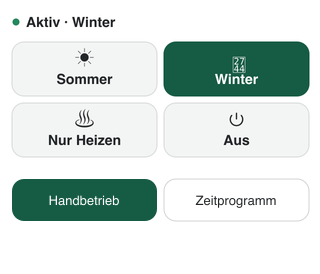 Aktiv · Winter
Sommer
Winter
Nur Heizen
Aus
Handbetrieb
Zeitprogramm